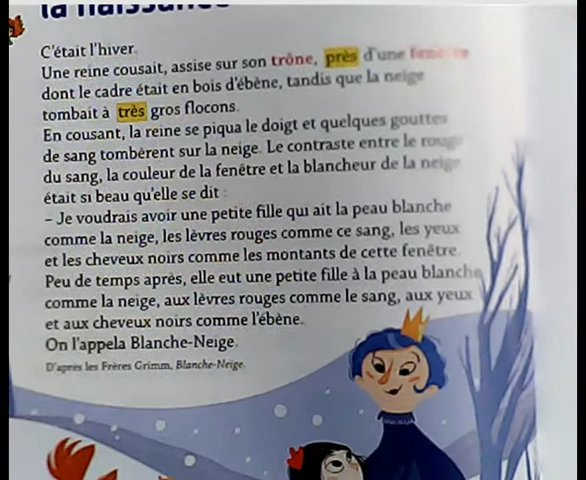 la naissance
C'était l'hiver.
Une reine cousait, assise sur son trône, près d'une fenêtre
dont le cadre était en bois d'ébène, tandis que la neige
tombait à très gros flocons.
En cousant, la reine se piqua le doigt et quelques gouttes
de sang tombèrent sur la neige. Le contraste entre le rouge
du sang, la couleur de la fenêtre et la blancheur de la neige
était si beau qu'elle se dit :
– Je voudrais avoir une petite fille qui ait la peau blanche
comme la neige, les lèvres rouges comme ce sang, les yeux
et les cheveux noirs comme les montants de cette fenêtre.
Peu de temps après, elle eut une petite fille à la peau blanche
comme la neige, aux lèvres rouges comme le sang, aux yeux
et aux cheveux noirs comme l'ébène.
On l'appela Blanche-Neige.
D'après les Frères Grimm, Blanche-Neige.